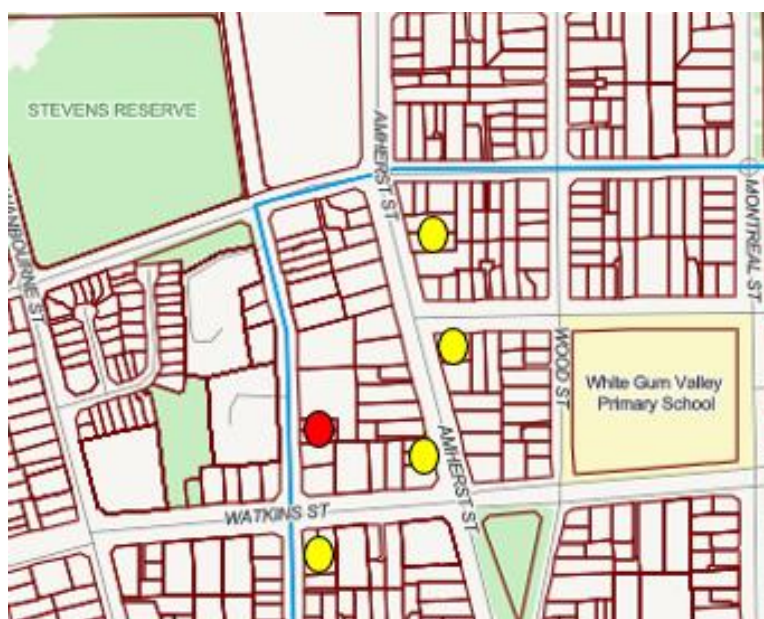 STEVENS RESERVE
AMHERST ST
MONTREAL ST
WOOD ST
White Gum Valley
Primary School
AMHERST ST
WATKINS ST